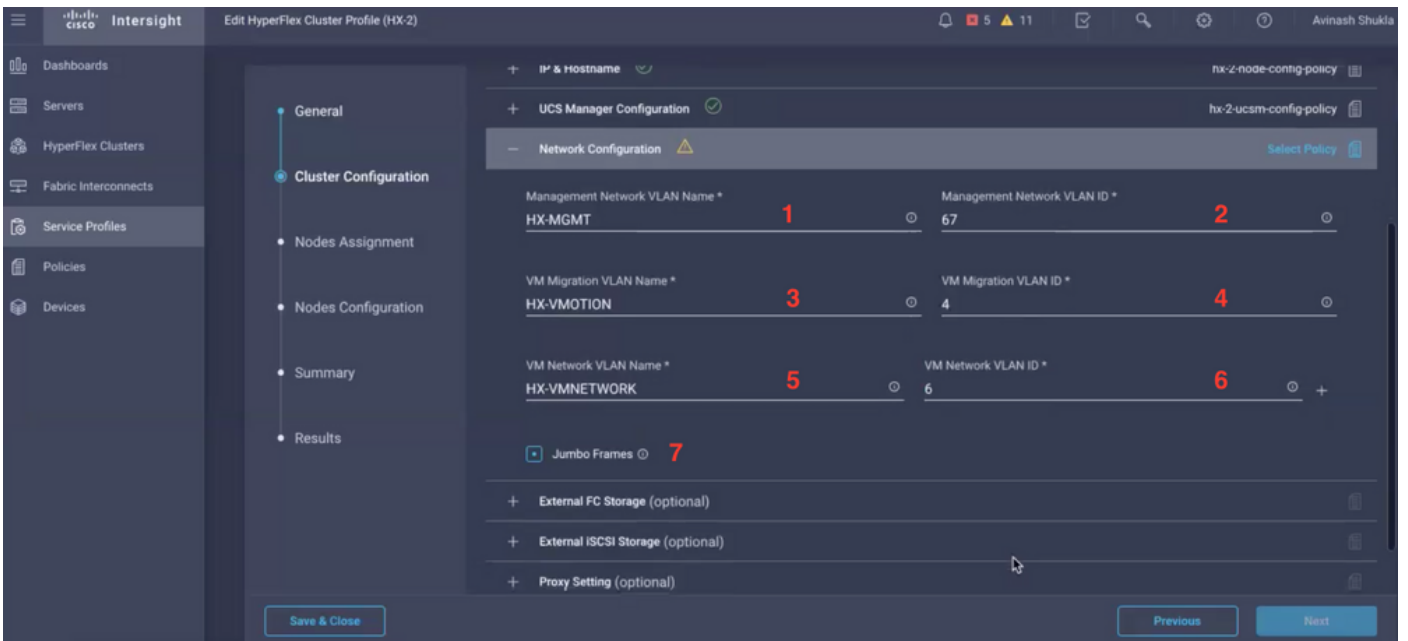 cisco Intersight
Edit HyperFlex Cluster Profile (HX-2)
5 11
Avinash Shukla
Dashboards
Servers
HyperFlex Clusters
Fabric Interconnects
Service Profiles
Policies
Devices
General
Cluster Configuration
Nodes Assignment
Nodes Configuration
Summary
Results
+ IP & Hostname hx-2-node-config-policy
+ UCS Manager Configuration hx-2-ucsm-config-policy
− Network Configuration Select Policy
Management Network VLAN Name * Management Network VLAN ID *
HX-MGMT 1 67 2
VM Migration VLAN Name * VM Migration VLAN ID *
HX-VMOTION 3 4 4
VM Network VLAN Name * VM Network VLAN ID *
HX-VMNETWORK 5 6 6 +
Jumbo Frames 7
+ External FC Storage (optional)
+ External iSCSI Storage (optional)
+ Proxy Setting (optional)
Save & Close Previous Next